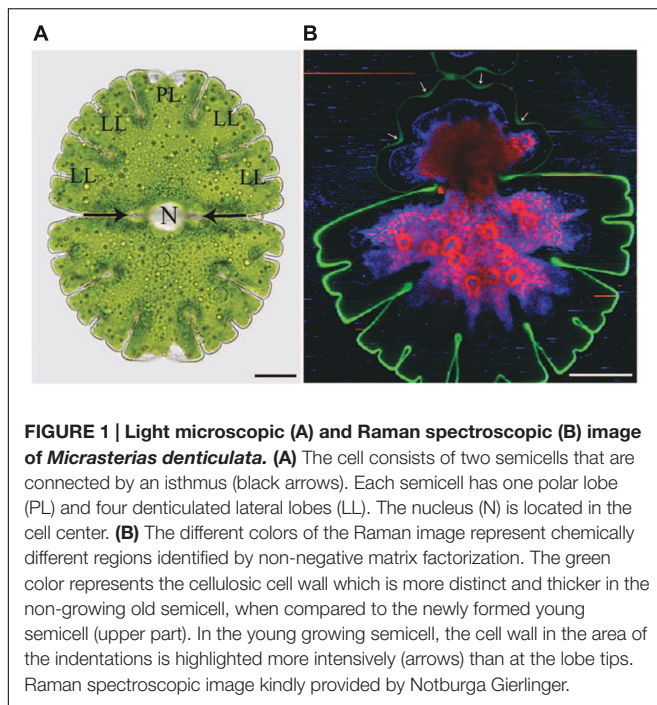 A B
PL
LL LL
LL LL
N
FIGURE 1 | Light microscopic (A) and Raman spectroscopic (B) image
of Micrasterias denticulata. (A) The cell consists of two semicells that are
connected by an isthmus (black arrows). Each semicell has one polar lobe
(PL) and four denticulated lateral lobes (LL). The nucleus (N) is located in the
cell center. (B) The different colors of the Raman image represent chemically
different regions identified by non-negative matrix factorization. The green
color represents the cellulosic cell wall which is more distinct and thicker in the
non-growing old semicell, when compared to the newly formed young
semicell (upper part). In the young growing semicell, the cell wall in the area of
the indentations is highlighted more intensively (arrows) than at the lobe tips.
Raman spectroscopic image kindly provided by Notburga Gierlinger.